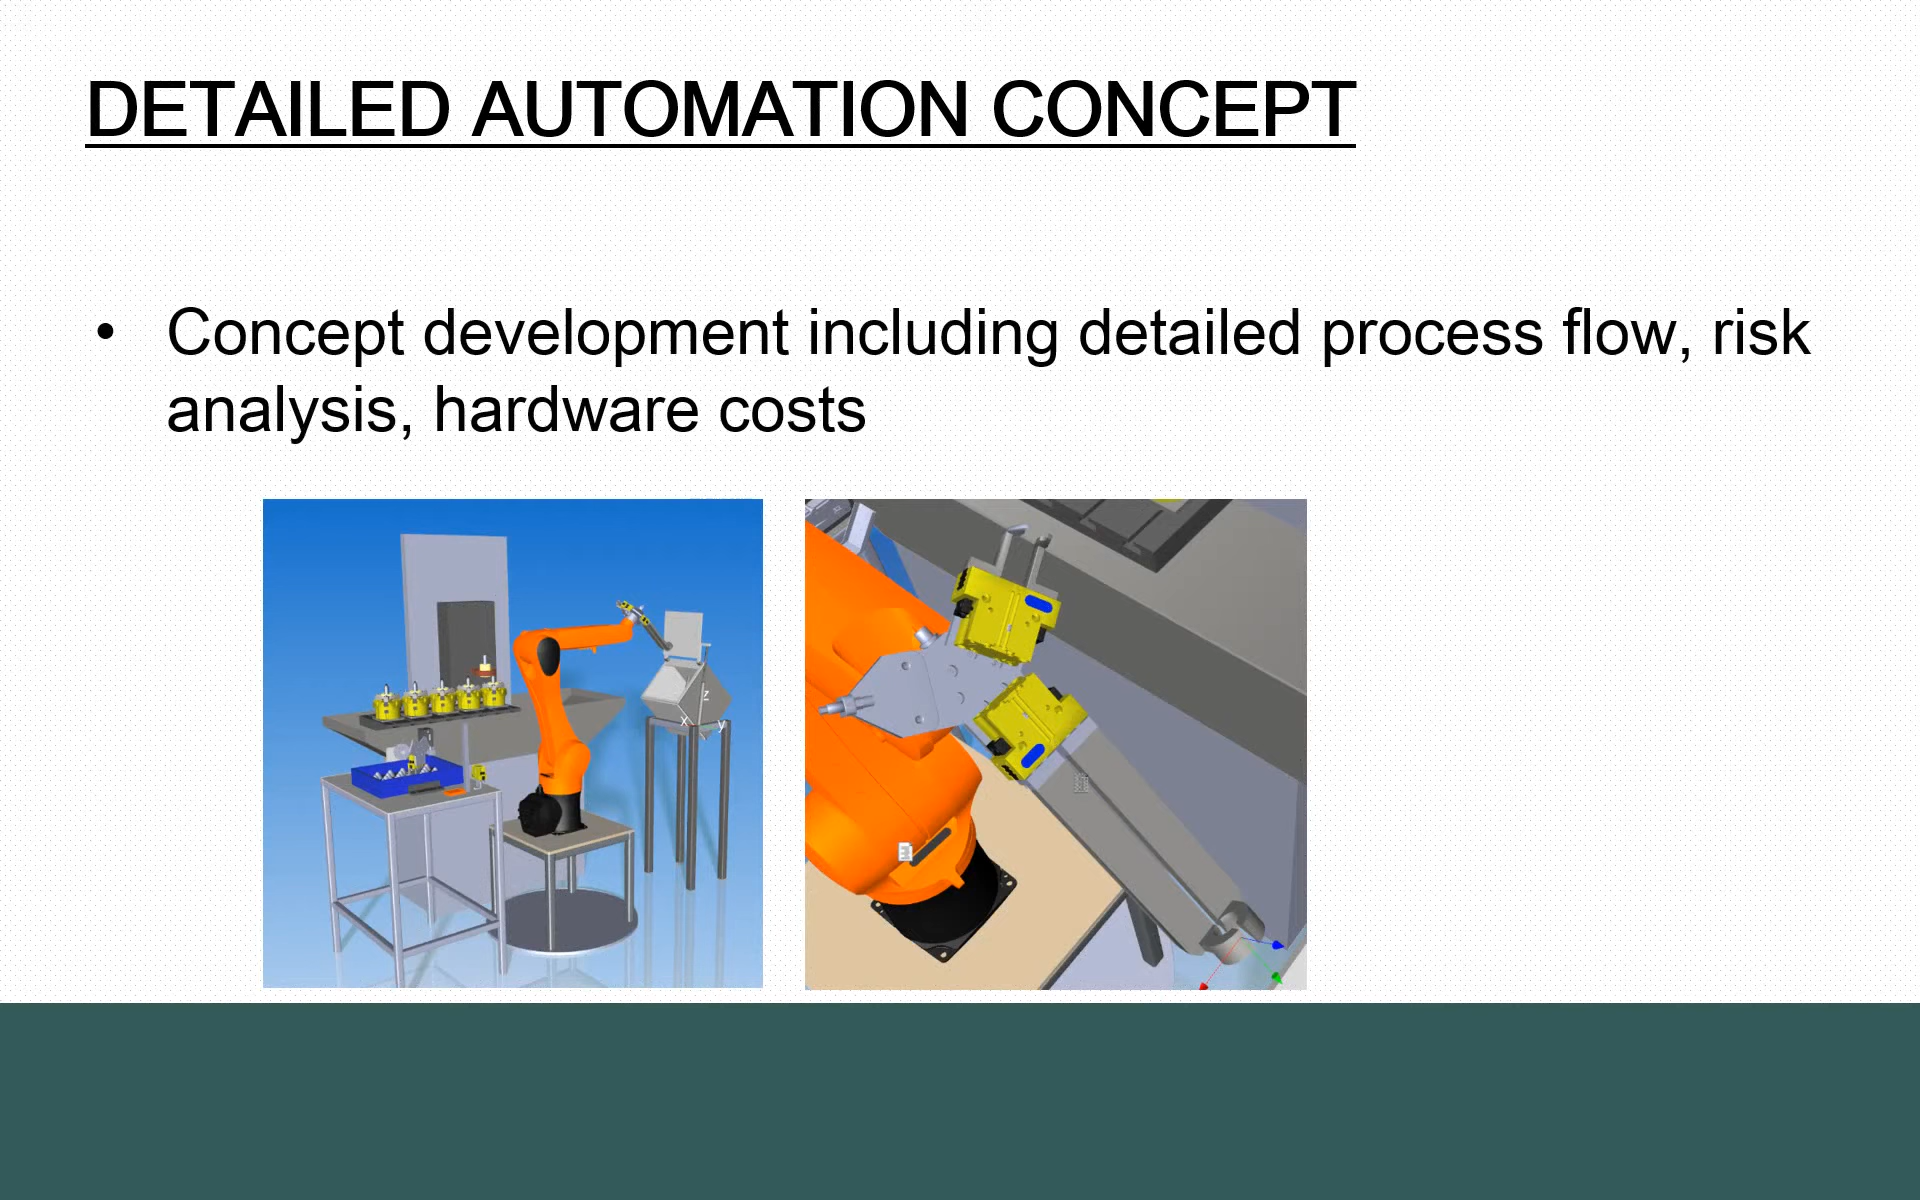 DETAILED AUTOMATION CONCEPT
• Concept development including detailed process flow, risk
analysis, hardware costs
Z
X
y